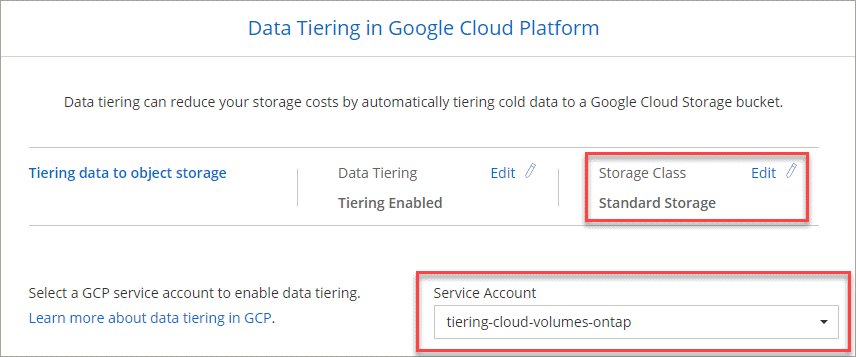 Data Tiering in Google Cloud Platform
Data tiering can reduce your storage costs by automatically tiering cold data to a Google Cloud Storage bucket.
Tiering data to object storage
Data Tiering Edit
Tiering Enabled
Storage Class Edit
Standard Storage
Select a GCP service account to enable data tiering.
Learn more about data tiering in GCP.
Service Account
tiering-cloud-volumes-ontap